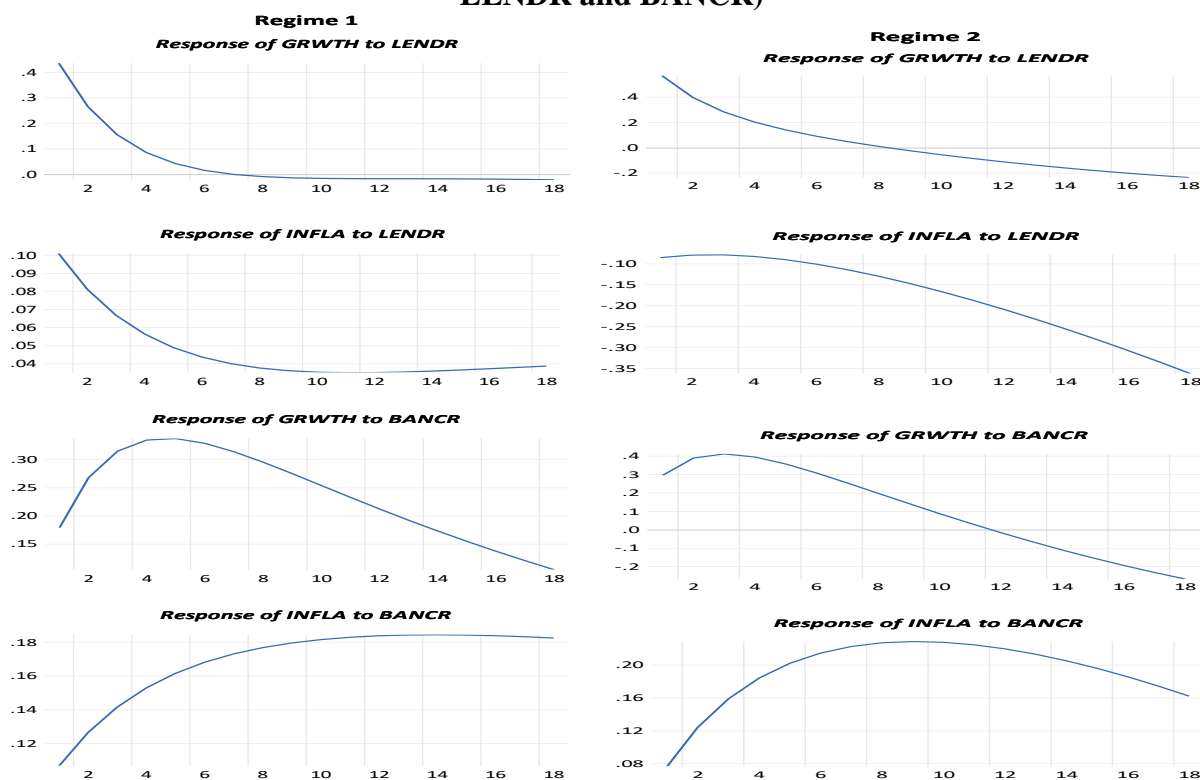 LENDR and BANCR)
Regime 1
Response of GRWTH to LENDR
.4
.3
.2
.1
.0
2 4 6 8 10 12 14 16 18
Response of INFLA to LENDR
.10
.09
.08
.07
.06
.05
.04
2 4 6 8 10 12 14 16 18
Response of GRWTH to BANCR
.30
.25
.20
.15
2 4 6 8 10 12 14 16 18
Response of INFLA to BANCR
.18
.16
.14
.12
2 4 6 8 10 12 14 16 18
Regime 2
Response of GRWTH to LENDR
.4
.2
.0
-.2
2 4 6 8 10 12 14 16 18
Response of INFLA to LENDR
-.10
-.15
-.20
-.25
-.30
-.35
2 4 6 8 10 12 14 16 18
Response of GRWTH to BANCR
.4
.3
.2
.1
.0
-.1
-.2
2 4 6 8 10 12 14 16 18
Response of INFLA to BANCR
.20
.16
.12
.08
2 4 6 8 10 12 14 16 18